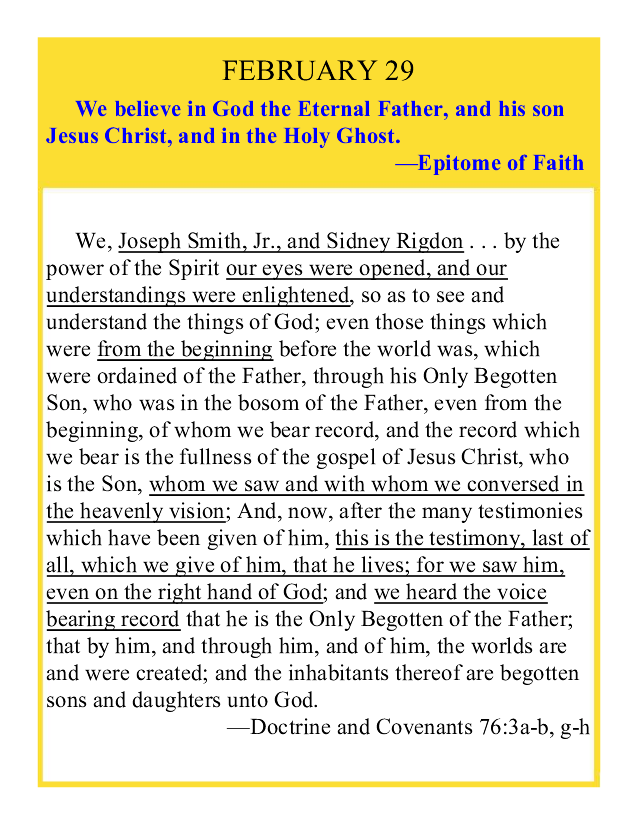 FEBRUARY 29
We believe in God the Eternal Father, and his son
Jesus Christ, and in the Holy Ghost.
—Epitome of Faith
We, Joseph Smith, Jr., and Sidney Rigdon . . . by the
power of the Spirit our eyes were opened, and our
understandings were enlightened, so as to see and
understand the things of God; even those things which
were from the beginning before the world was, which
were ordained of the Father, through his Only Begotten
Son, who was in the bosom of the Father, even from the
beginning, of whom we bear record, and the record which
we bear is the fullness of the gospel of Jesus Christ, who
is the Son, whom we saw and with whom we conversed in
the heavenly vision; And, now, after the many testimonies
which have been given of him, this is the testimony, last of
all, which we give of him, that he lives; for we saw him,
even on the right hand of God; and we heard the voice
bearing record that he is the Only Begotten of the Father;
that by him, and through him, and of him, the worlds are
and were created; and the inhabitants thereof are begotten
sons and daughters unto God.
—Doctrine and Covenants 76:3a-b, g-h